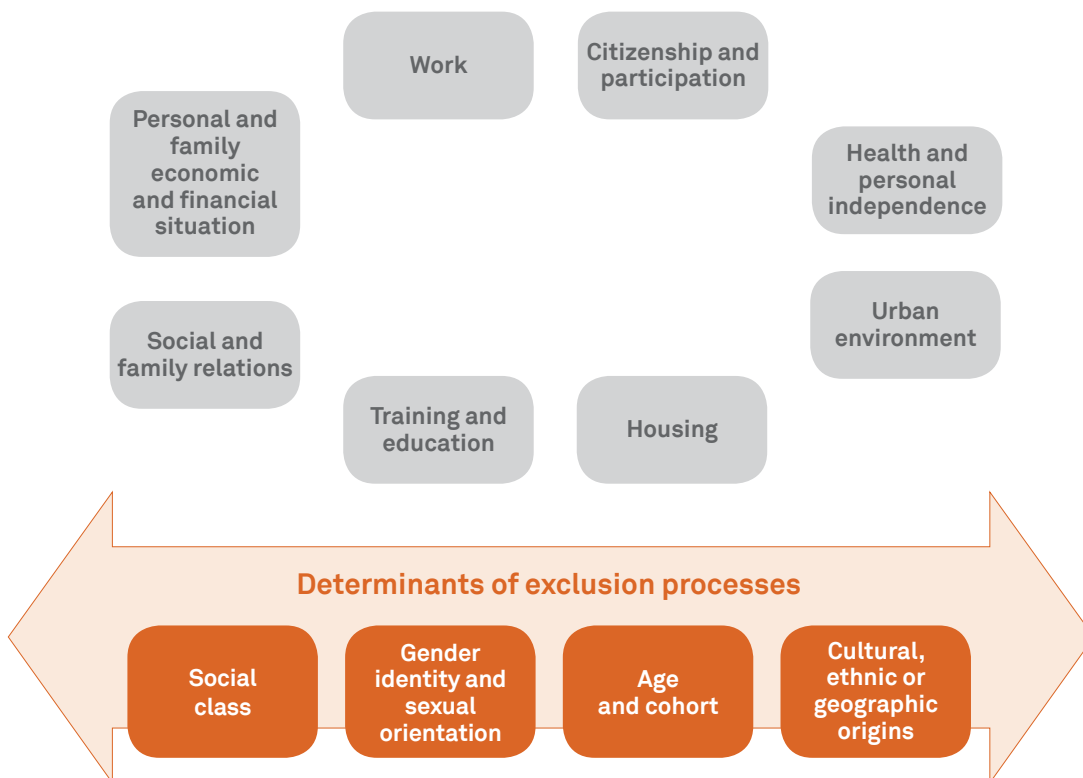 Work
Citizenship and
participation
Personal and
family
economic
and financial
situation
Health and
personal
independence
Social and
family relations
Urban
environment
Training and
education
Housing
Determinants of exclusion processes
Social
class
Gender
identity and
sexual
orientation
Age
and cohort
Cultural,
ethnic or
geographic
origins